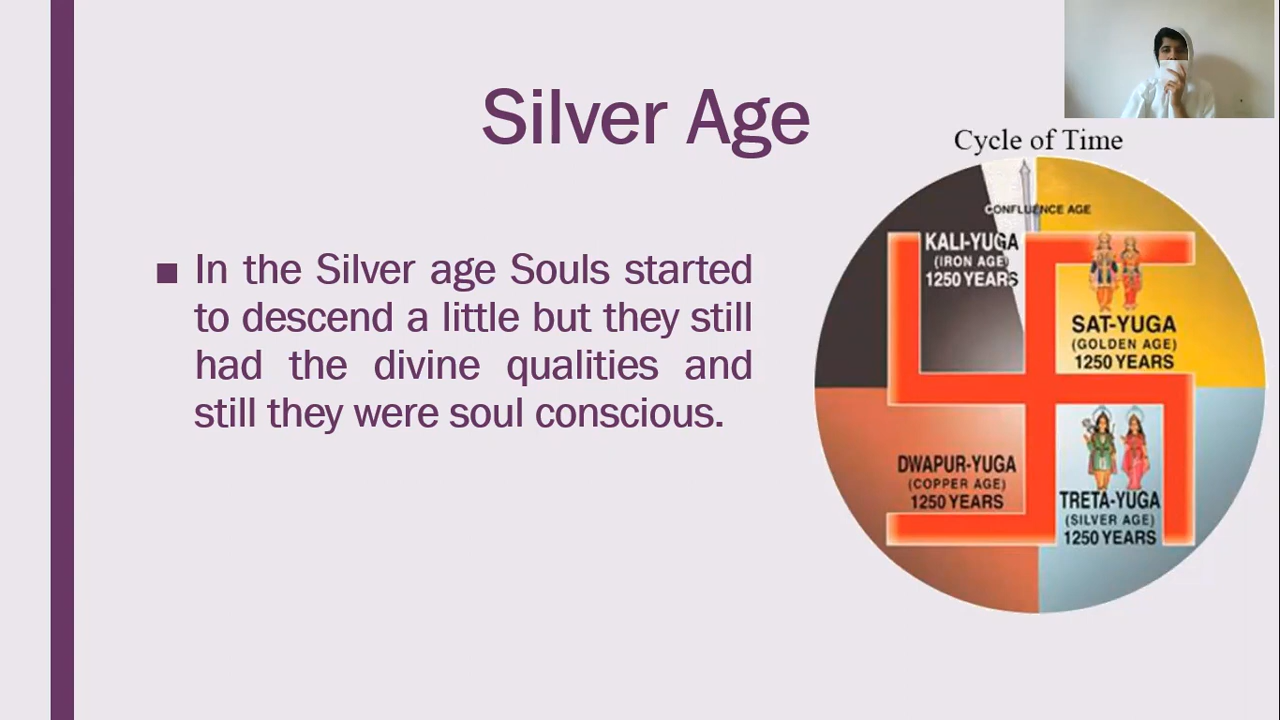 Silver Age
■ In the Silver age Souls started
to descend a little but they still
had the divine qualities and
still they were soul conscious.
Cycle of Time
CONFLUENCE AGE
KALI-YUGA
(IRON AGE)
1250 YEARS
SAT-YUGA
(GOLDEN AGE)
1250 YEARS
DWAPUR-YUGA
(COPPER AGE)
1250 YEARS
TRETA-YUGA
(SILVER AGE)
1250 YEARS